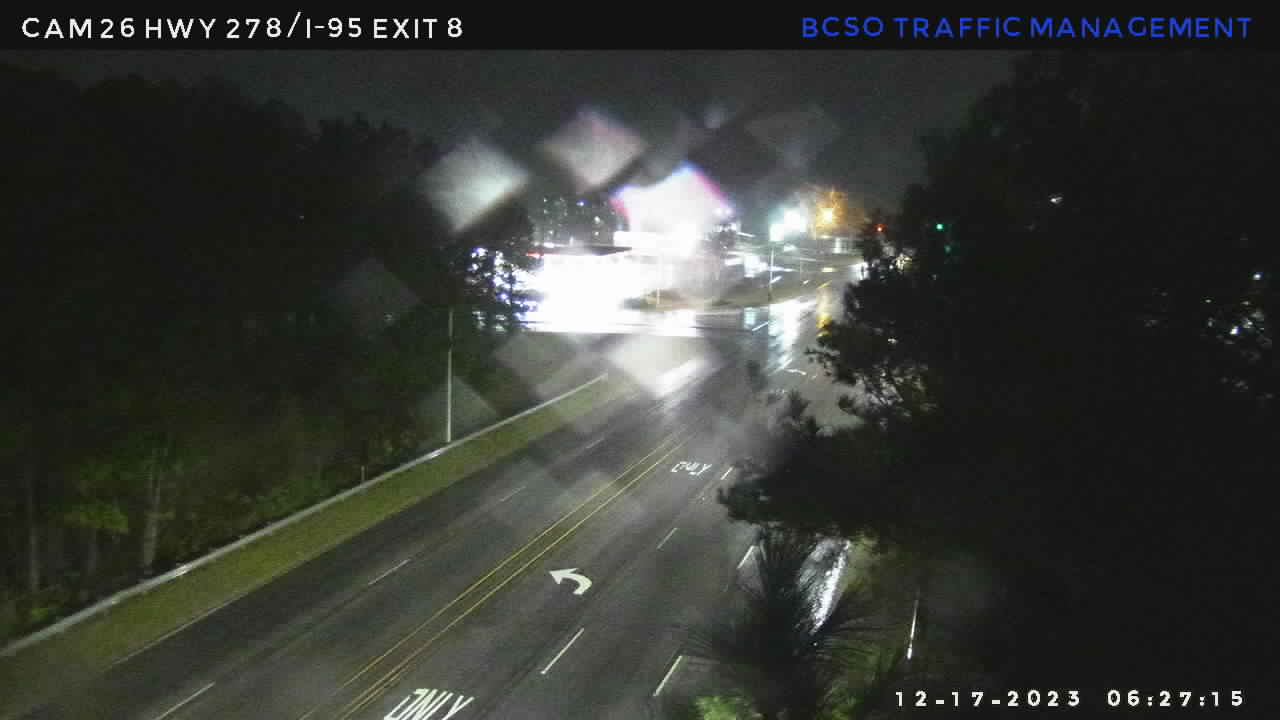 CAM 26 HWY 278/I-95 EXIT 8
BCSO TRAFFIC MANAGEMENT
ONLY
ONLY
12-17-2023 06:27:15